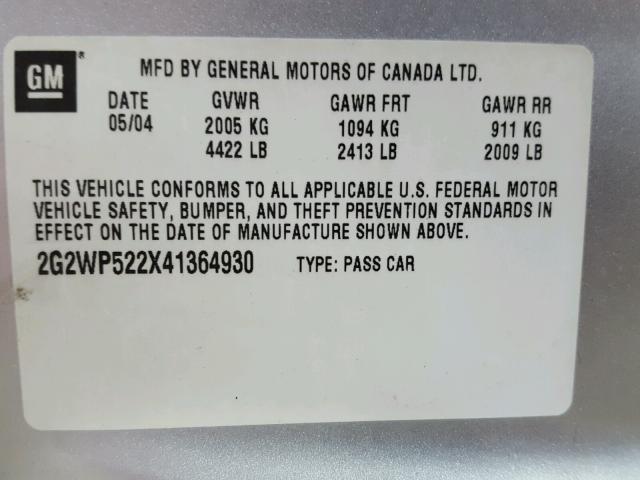 GM
MFD BY GENERAL MOTORS OF CANADA LTD.
DATE GVWR GAWR FRT GAWR RR
05/04 2005 KG 1094 KG 911 KG
4422 LB 2413 LB 2009 LB
THIS VEHICLE CONFORMS TO ALL APPLICABLE U.S. FEDERAL MOTOR
VEHICLE SAFETY, BUMPER, AND THEFT PREVENTION STANDARDS IN
EFFECT ON THE DATE OF MANUFACTURE SHOWN ABOVE.
2G2WP522X41364930 TYPE: PASS CAR